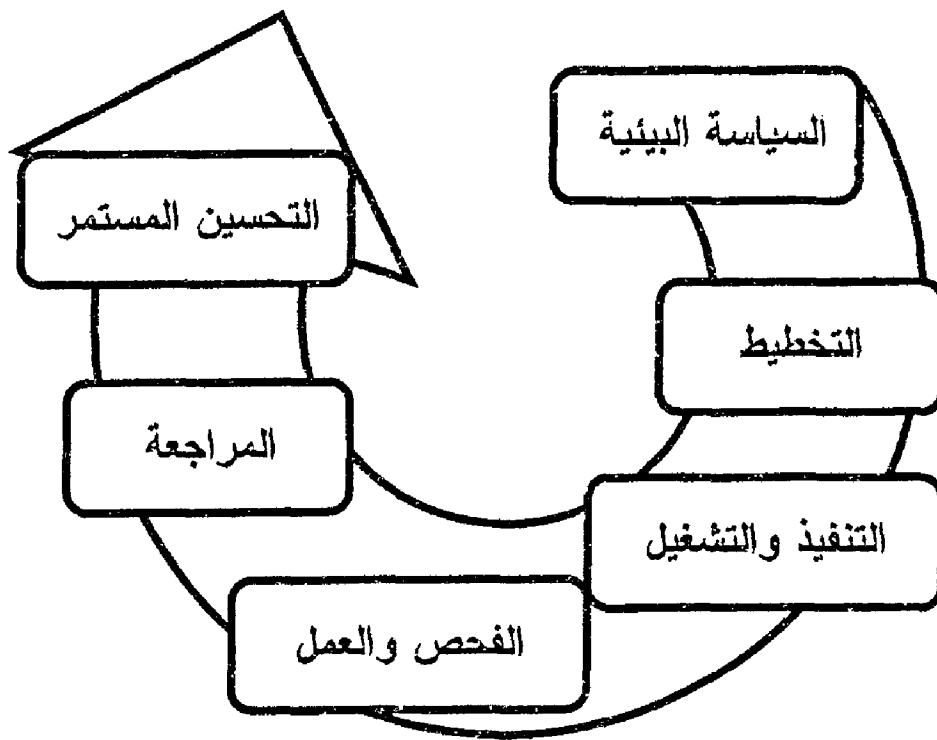 السياسة البيئية
التخطيط
التنفيذ والتشغيل
الفحص والعمل
المراجعة
التحسين المستمر